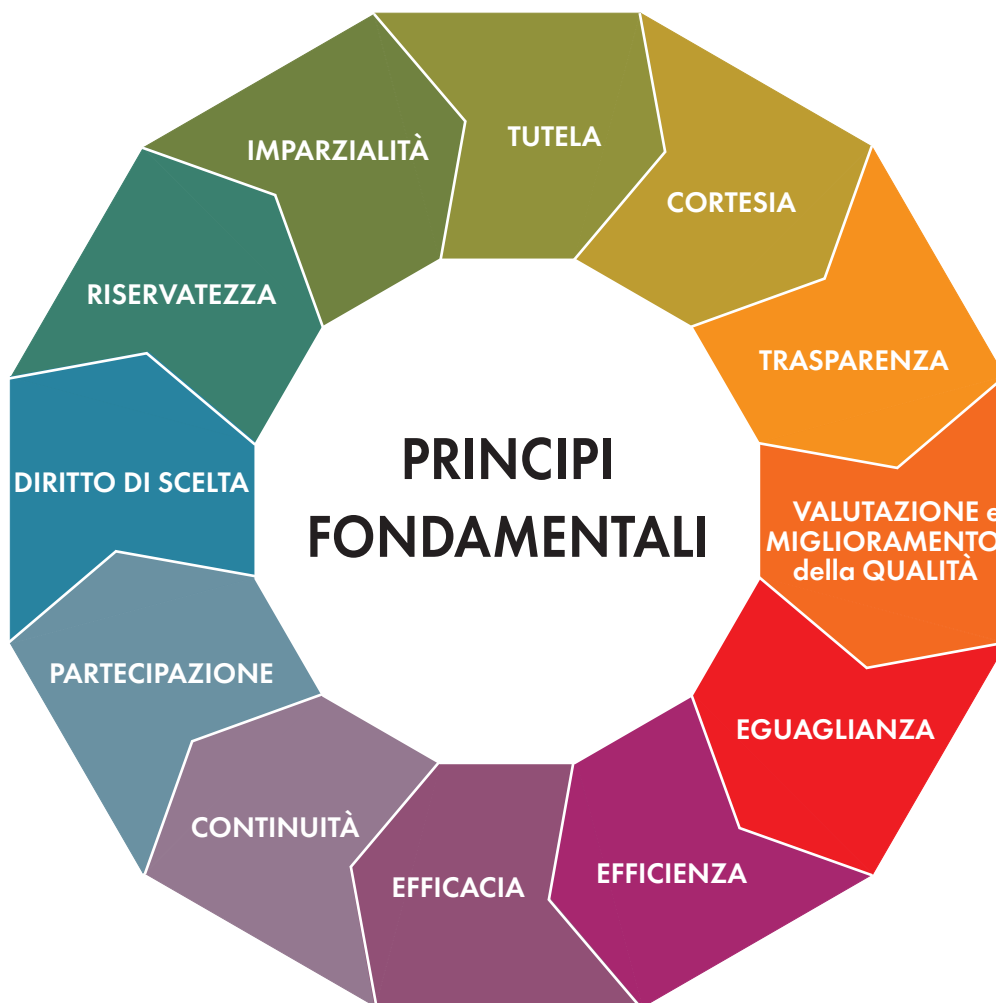 PRINCIPI
FONDAMENTALI
TUTELA
CORTESIA
TRASPARENZA
VALUTAZIONE e
MIGLIORAMENTO
della QUALITÀ
EGUAGLIANZA
EFFICIENZA
EFFICACIA
CONTINUITÀ
PARTECIPAZIONE
DIRITTO DI SCELTA
RISERVATEZZA
IMPARZIALITÀ